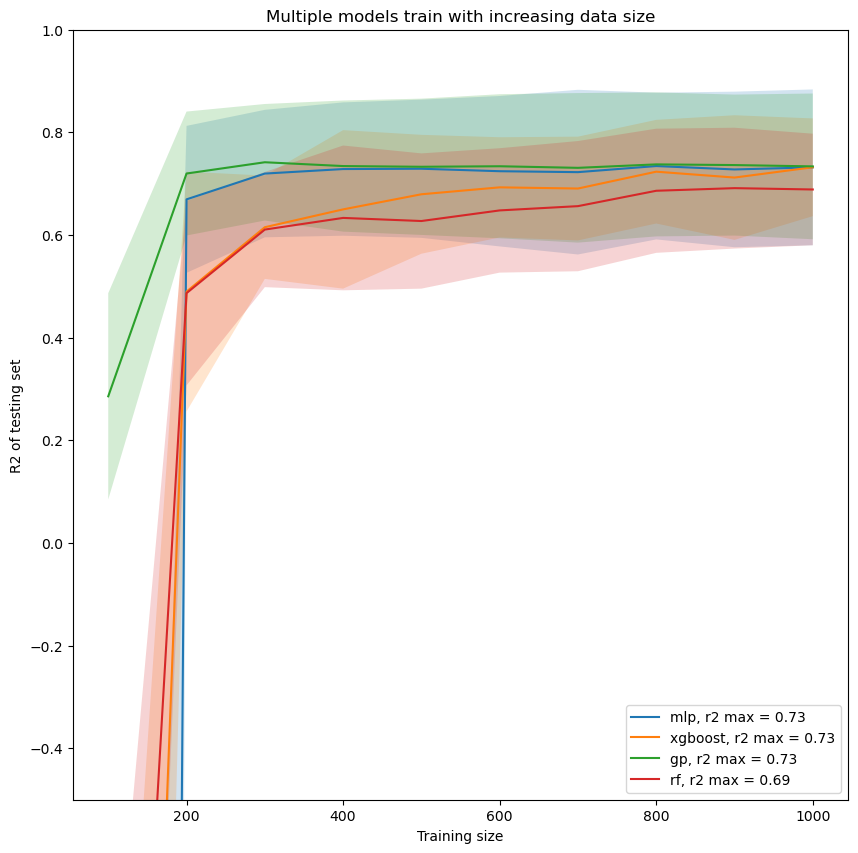 Multiple models train with increasing data size
1.0
0.8
0.6
0.4
0.2
0.0
−0.2
−0.4
R2 of testing set
200
400
600
800
1000
Training size
mlp, r2 max = 0.73
xgboost, r2 max = 0.73
gp, r2 max = 0.73
rf, r2 max = 0.69